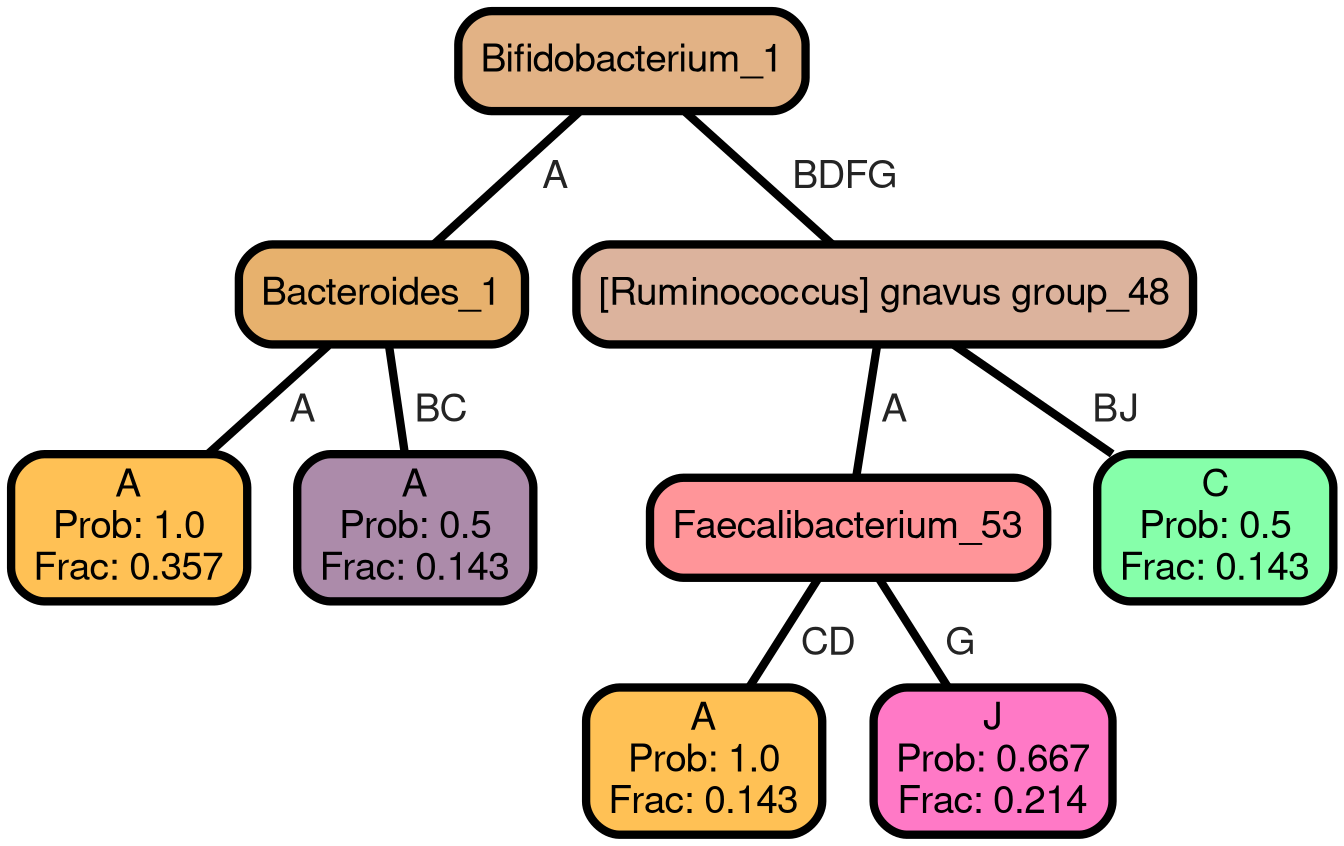 Bifidobacterium_1
A
BDFG
Bacteroides_1
[Ruminococcus] gnavus group_48
A
BC
A
BJ
A
Prob: 1.0
Frac: 0.357
A
Prob: 0.5
Frac: 0.143
Faecalibacterium_53
C
Prob: 0.5
Frac: 0.143
CD
G
A
Prob: 1.0
Frac: 0.143
J
Prob: 0.667
Frac: 0.214